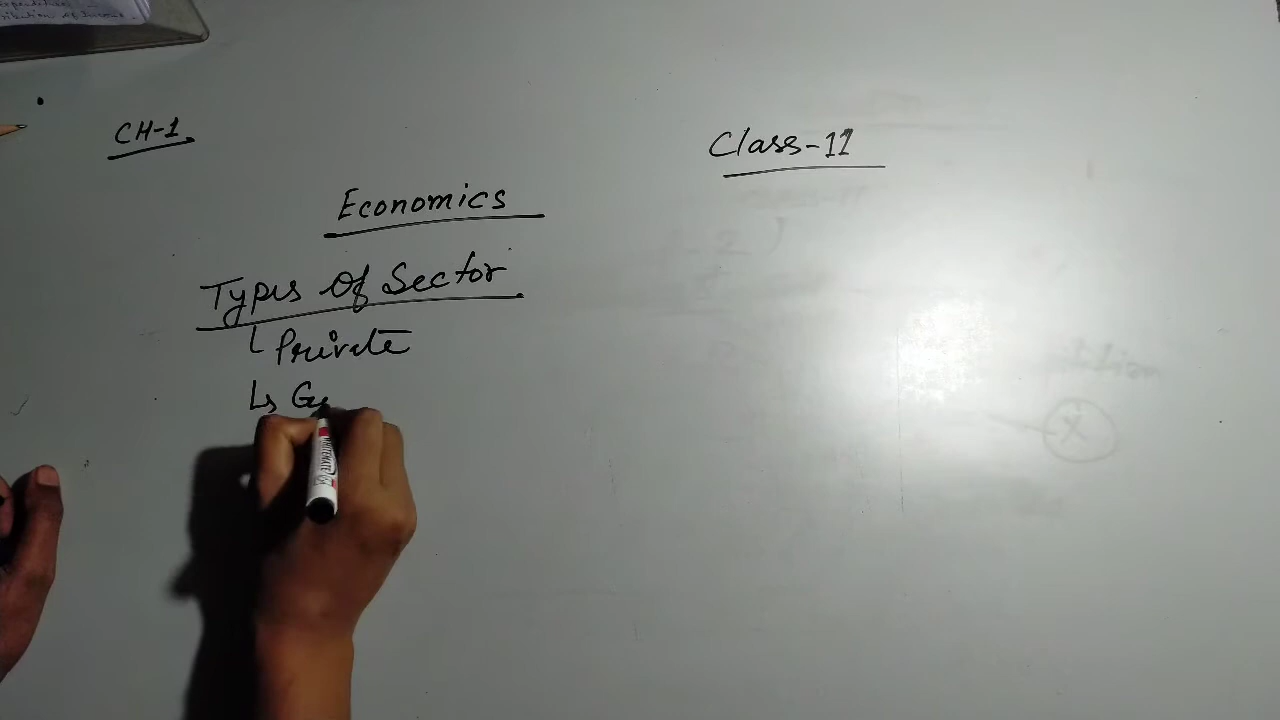 CH-1
Class-11
Economics
Types Of Sector
Private